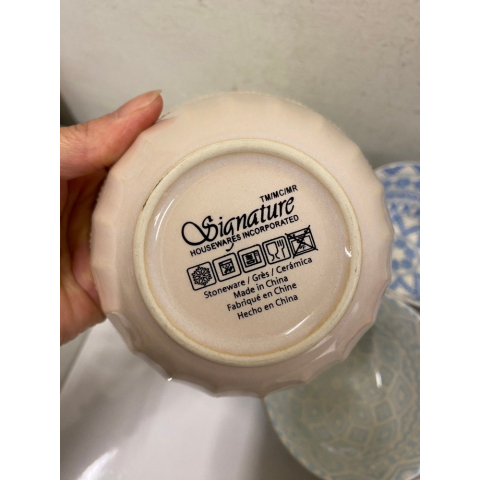 TM/MC/MR
Signature
HOUSEWARES INCORPORATED
Stoneware / Grès / Cerámica
Made in China
Fabriqué en Chine
Hecho en China